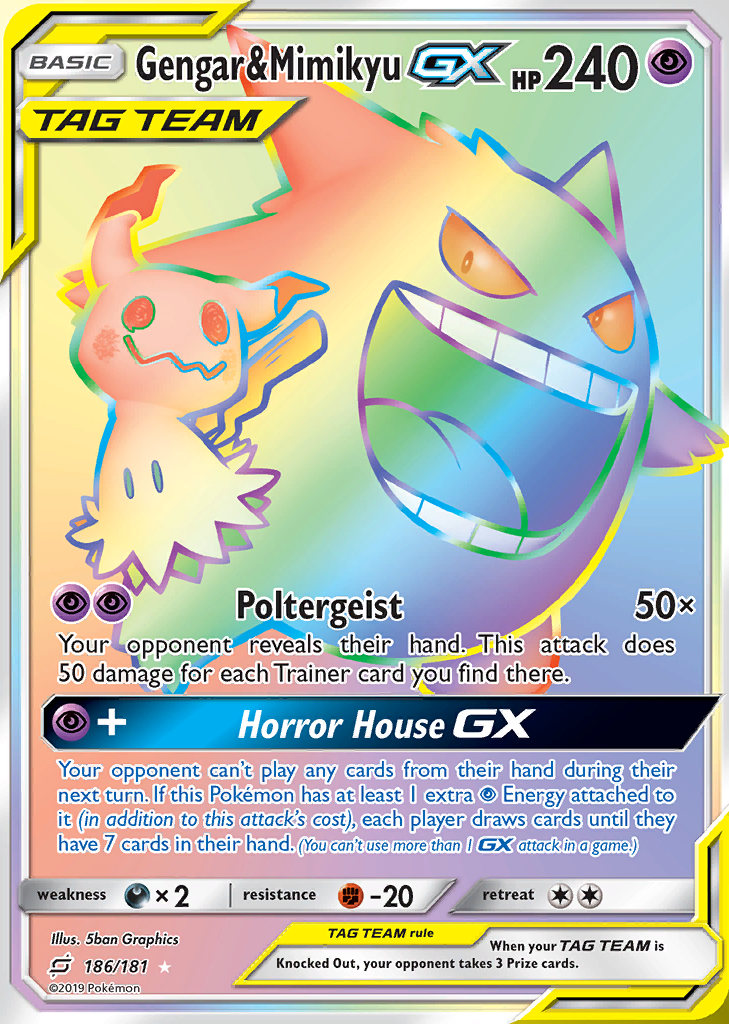 BASIC Gengar&Mimikyu GX HP 240
TAG TEAM
Poltergeist 50×
Your opponent reveals their hand. This attack does
50 damage for each Trainer card you find there.
+ Horror House GX
Your opponent can't play any cards from their hand during their
next turn. If this Pokémon has at least 1 extra Energy attached to
it (in addition to this attack's cost), each player draws cards until they
have 7 cards in their hand. (You can't use more than 1 GX attack in a game.)
weakness ×2 resistance -20 retreat
Illus. 5ban Graphics
186/181
©2019 Pokémon
TAG TEAM rule
When your TAG TEAM is
Knocked Out, your opponent takes 3 Prize cards.